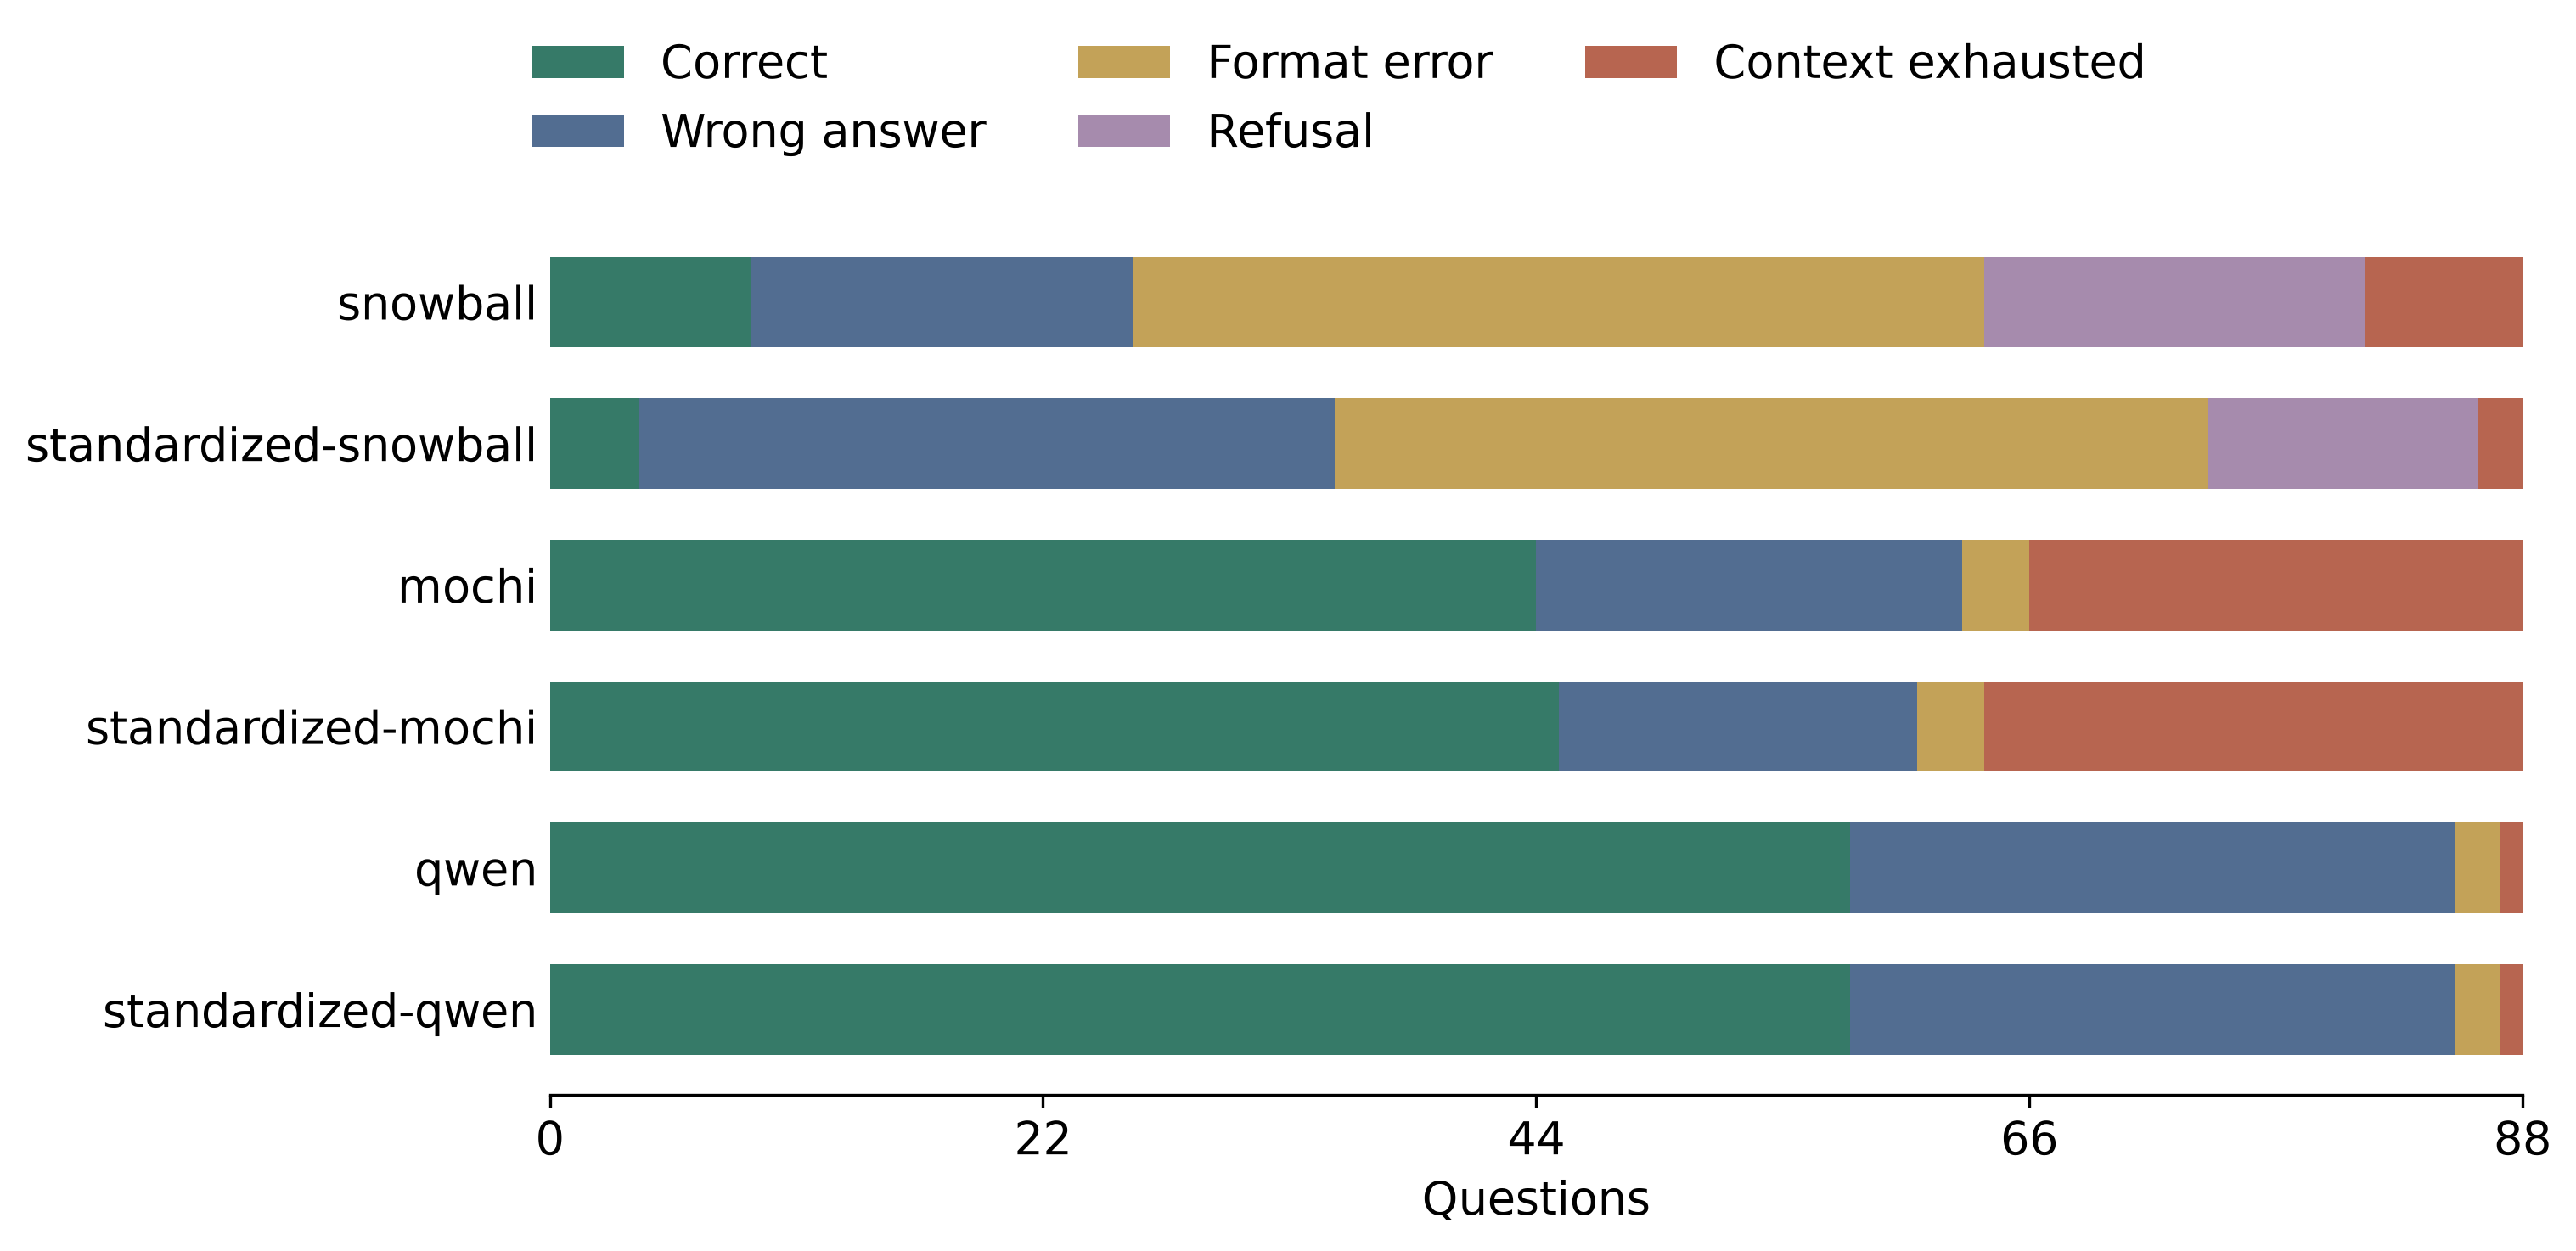 Correct
Wrong answer
Format error
Refusal
Context exhausted
snowball
standardized-snowball
mochi
standardized-mochi
qwen
standardized-qwen
0 22 44 66 88
Questions